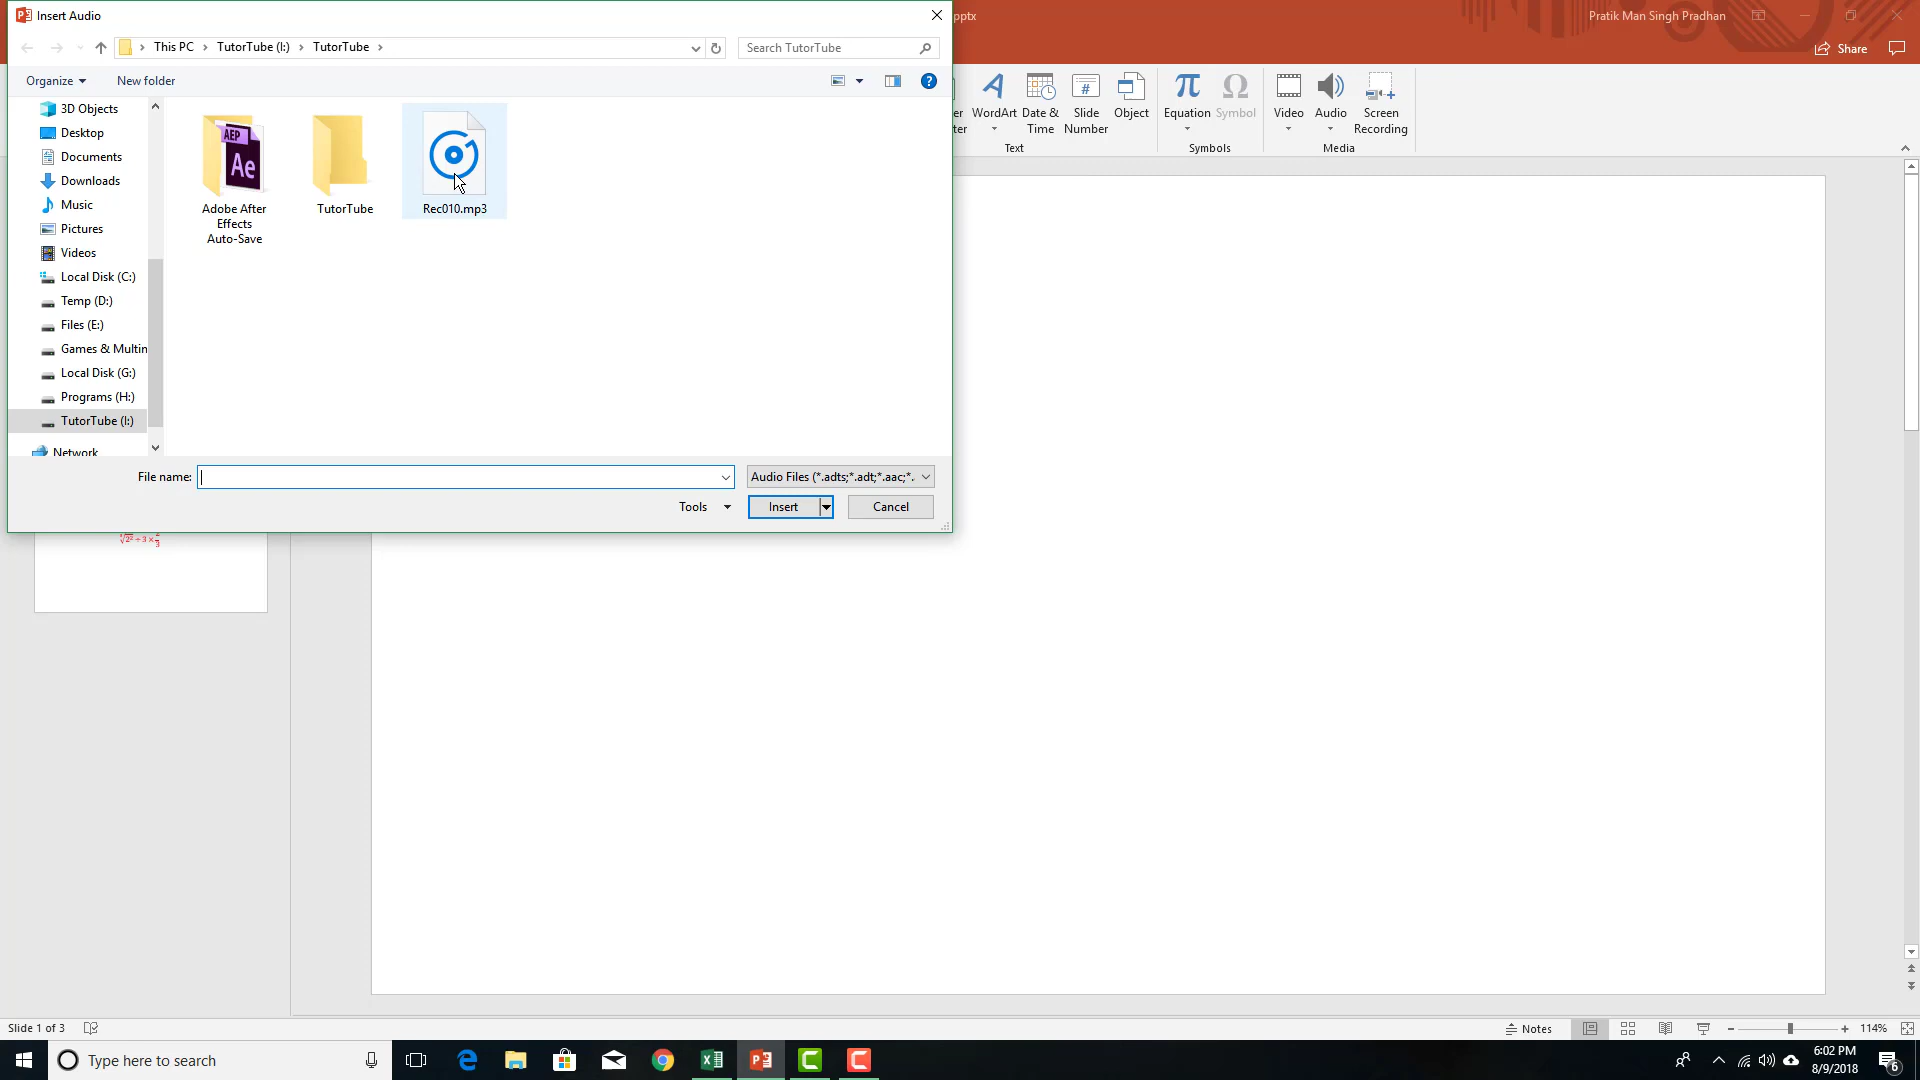 Insert Audio
pptx
Pratik Man Singh Pradhan
This PC
TutorTube (I:)
TutorTube
Search TutorTube
Share
Organize
New folder
3D Objects
Desktop
Documents
Downloads
Music
Pictures
Videos
Local Disk (C:)
Temp (D:)
Files (E:)
Games & Multin
Local Disk (G:)
Programs (H:)
TutorTube (I:)
Network
AEP
Ae
Adobe After
Effects
Auto-Save
TutorTube
Rec010.mp3
File name:
Audio Files (*.adts;*.adt;*.aac;*.
Tools
Insert
Cancel
er
ter
WordArt
Date &
Time
Slide
Number
Object
Equation
Symbol
Video
Audio
Screen
Recording
Text
Symbols
Media
Slide 1 of 3
Notes
114%
Type here to search
6:02 PM
8/9/2018
6